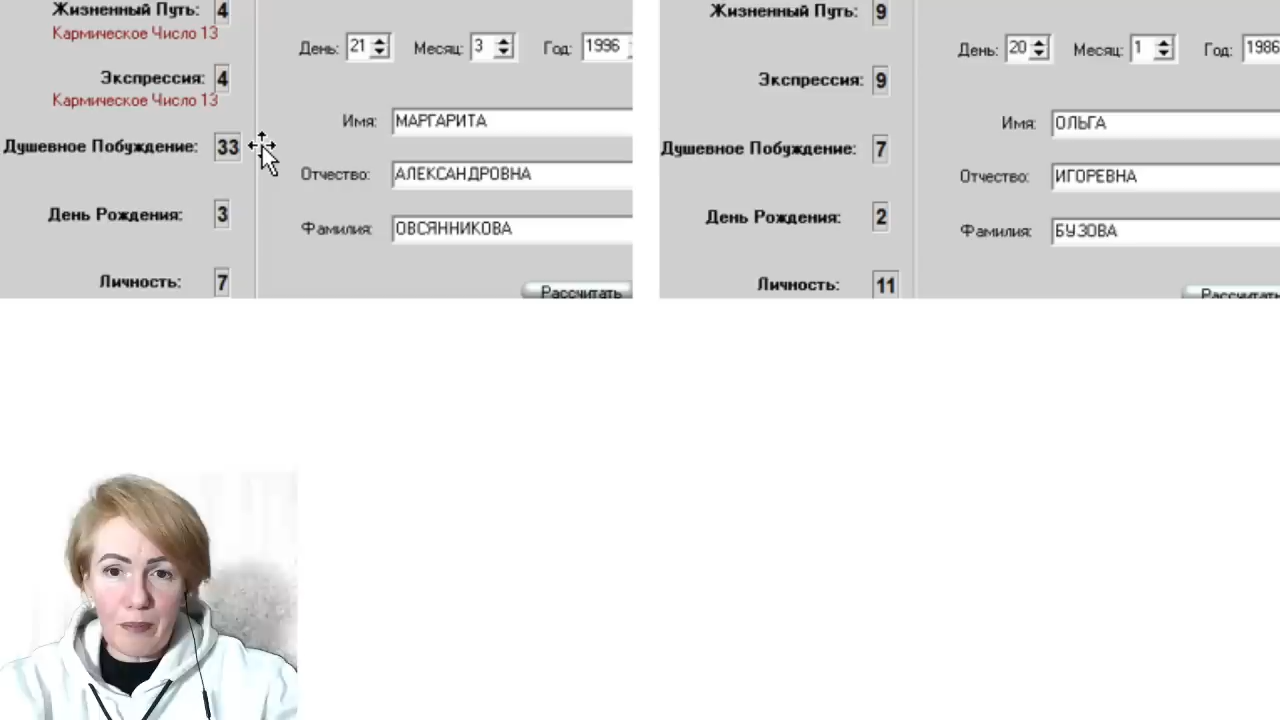 Жизненный Путь: 4
Кармическое Число 13
Экспрессия: 4
Кармическое Число 13
Душевное Побуждение: 33
День Рождения: 3
Личность: 7
День: 21 Месяц: 3 Год: 1996
Имя: МАРГАРИТА
Отчество: АЛЕКСАНДРОВНА
Фамилия: ОВСЯННИКОВА
Рассчитать
Жизненный Путь: 9
Экспрессия: 9
Душевное Побуждение: 7
День Рождения: 2
Личность: 11
День: 20 Месяц: 1 Год: 1986
Имя: ОЛЬГА
Отчество: ИГОРЕВНА
Фамилия: БУЗОВА
Рассчитать